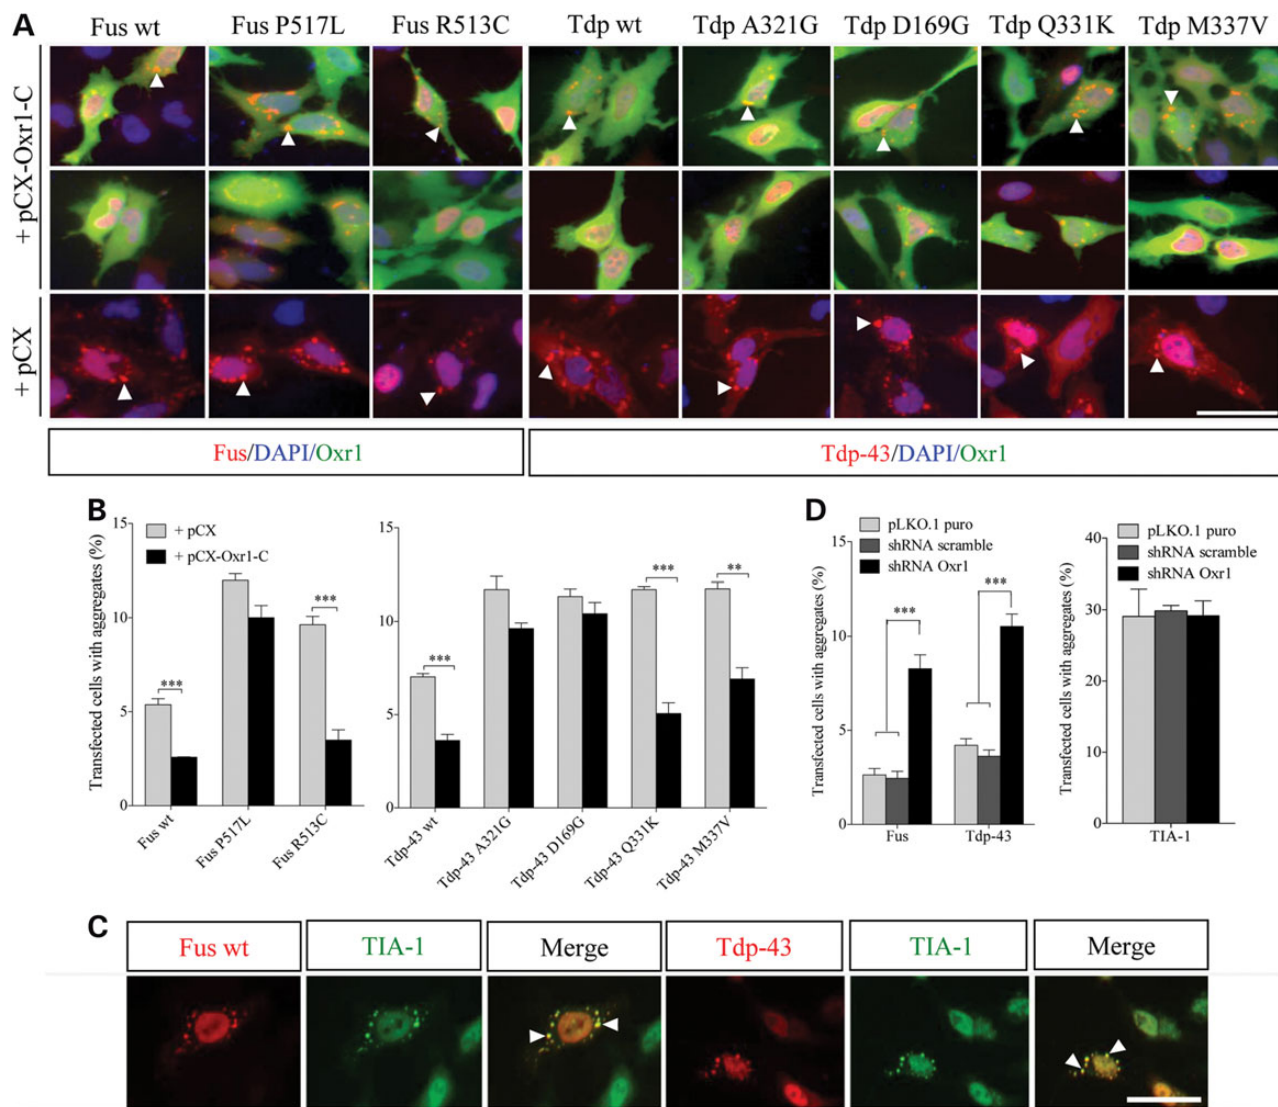 A
Fus wt Fus P517L Fus R513C Tdp wt Tdp A321G Tdp D169G Tdp Q331K Tdp M337V
+ pCX-Oxr1-C
+ pCX
Fus/DAPI/Oxr1 Tdp-43/DAPI/Oxr1
B
Transfected cells with aggregates (%)
15
10
5
0
+ pCX
+ pCX-Oxr1-C
***
***
Fus wt
Fus P517L
Fus R513C
15
10
5
0
***
***
**
Tdp-43 wt
Tdp-43 A321G
Tdp-43 D169G
Tdp-43 Q331K
Tdp-43 M337V
D
pLKO.1 puro
shRNA scramble
shRNA Oxr1
Transfected cells with aggregates (%)
15
10
5
0
***
***
Fus Tdp-43
pLKO.1 puro
shRNA scramble
shRNA Oxr1
Transfected cells with aggregates (%)
40
30
20
10
0
TIA-1
C
Fus wt TIA-1 Merge Tdp-43 TIA-1 Merge